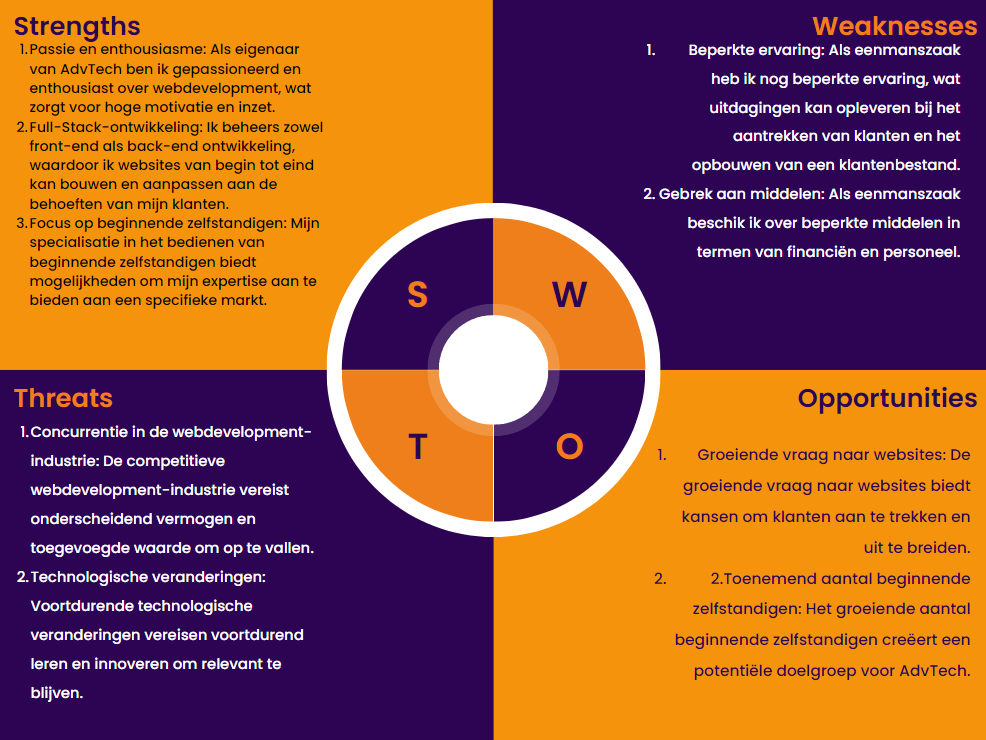 Strengths
1.Passie en enthousiasme: Als eigenaar
van AdvTech ben ik gepassioneerd en
enthousiast over webdevelopment, wat
zorgt voor hoge motivatie en inzet.
2.Full-Stack-ontwikkeling: Ik beheers zowel
front-end als back-end ontwikkeling,
waardoor ik websites van begin tot eind
kan bouwen en aanpassen aan de
behoeften van mijn klanten.
3.Focus op beginnende zelfstandigen: Mijn
specialisatie in het bedienen van
beginnende zelfstandigen biedt
mogelijkheden om mijn expertise aan te
bieden aan een specifieke markt.
Weaknesses
1. Beperkte ervaring: Als eenmanszaak
heb ik nog beperkte ervaring, wat
uitdagingen kan opleveren bij het
aantrekken van klanten en het
opbouwen van een klantenbestand.
2. Gebrek aan middelen: Als eenmanszaak
beschik ik over beperkte middelen in
termen van financiën en personeel.
S
W
T
O
Threats
1.Concurrentie in de webdevelopment-
industrie: De competitieve
webdevelopment-industrie vereist
onderscheidend vermogen en
toegevoegde waarde om op te vallen.
2.Technologische veranderingen:
Voortdurende technologische
veranderingen vereisen voortdurend
leren en innoveren om relevant te
blijven.
Opportunities
1. Groeiende vraag naar websites: De
groeiende vraag naar websites biedt
kansen om klanten aan te trekken en
uit te breiden.
2. 2.Toenemend aantal beginnende
zelfstandigen: Het groeiende aantal
beginnende zelfstandigen creëert een
potentiële doelgroep voor AdvTech.